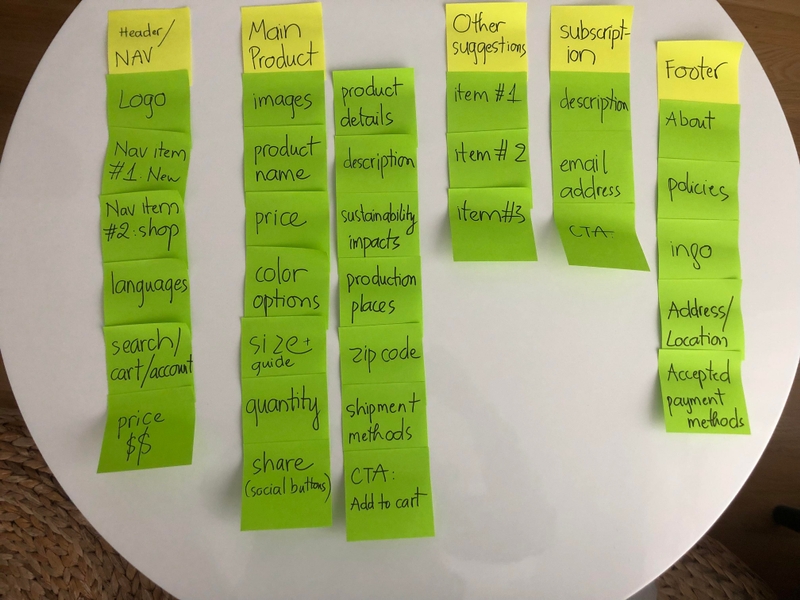 Header/
NAV
Logo
Nav item
#1: New
Nav Item
#2: shop
languages
search/
cart/account
price
$$
Main
Product
images
product
name
price
color
options
size+
guide
quantity
share
(social buttons)
product
details
description
sustainability
impacts
production
places
zip code
shipment
methods
CTA:
Add to cart
Other
suggestions
item #1
item #2
item#3
subscript-
ion
description
email
address
CTA:
Footer
About
policies
ingo
Address/
Location
Accepted
payment
methods